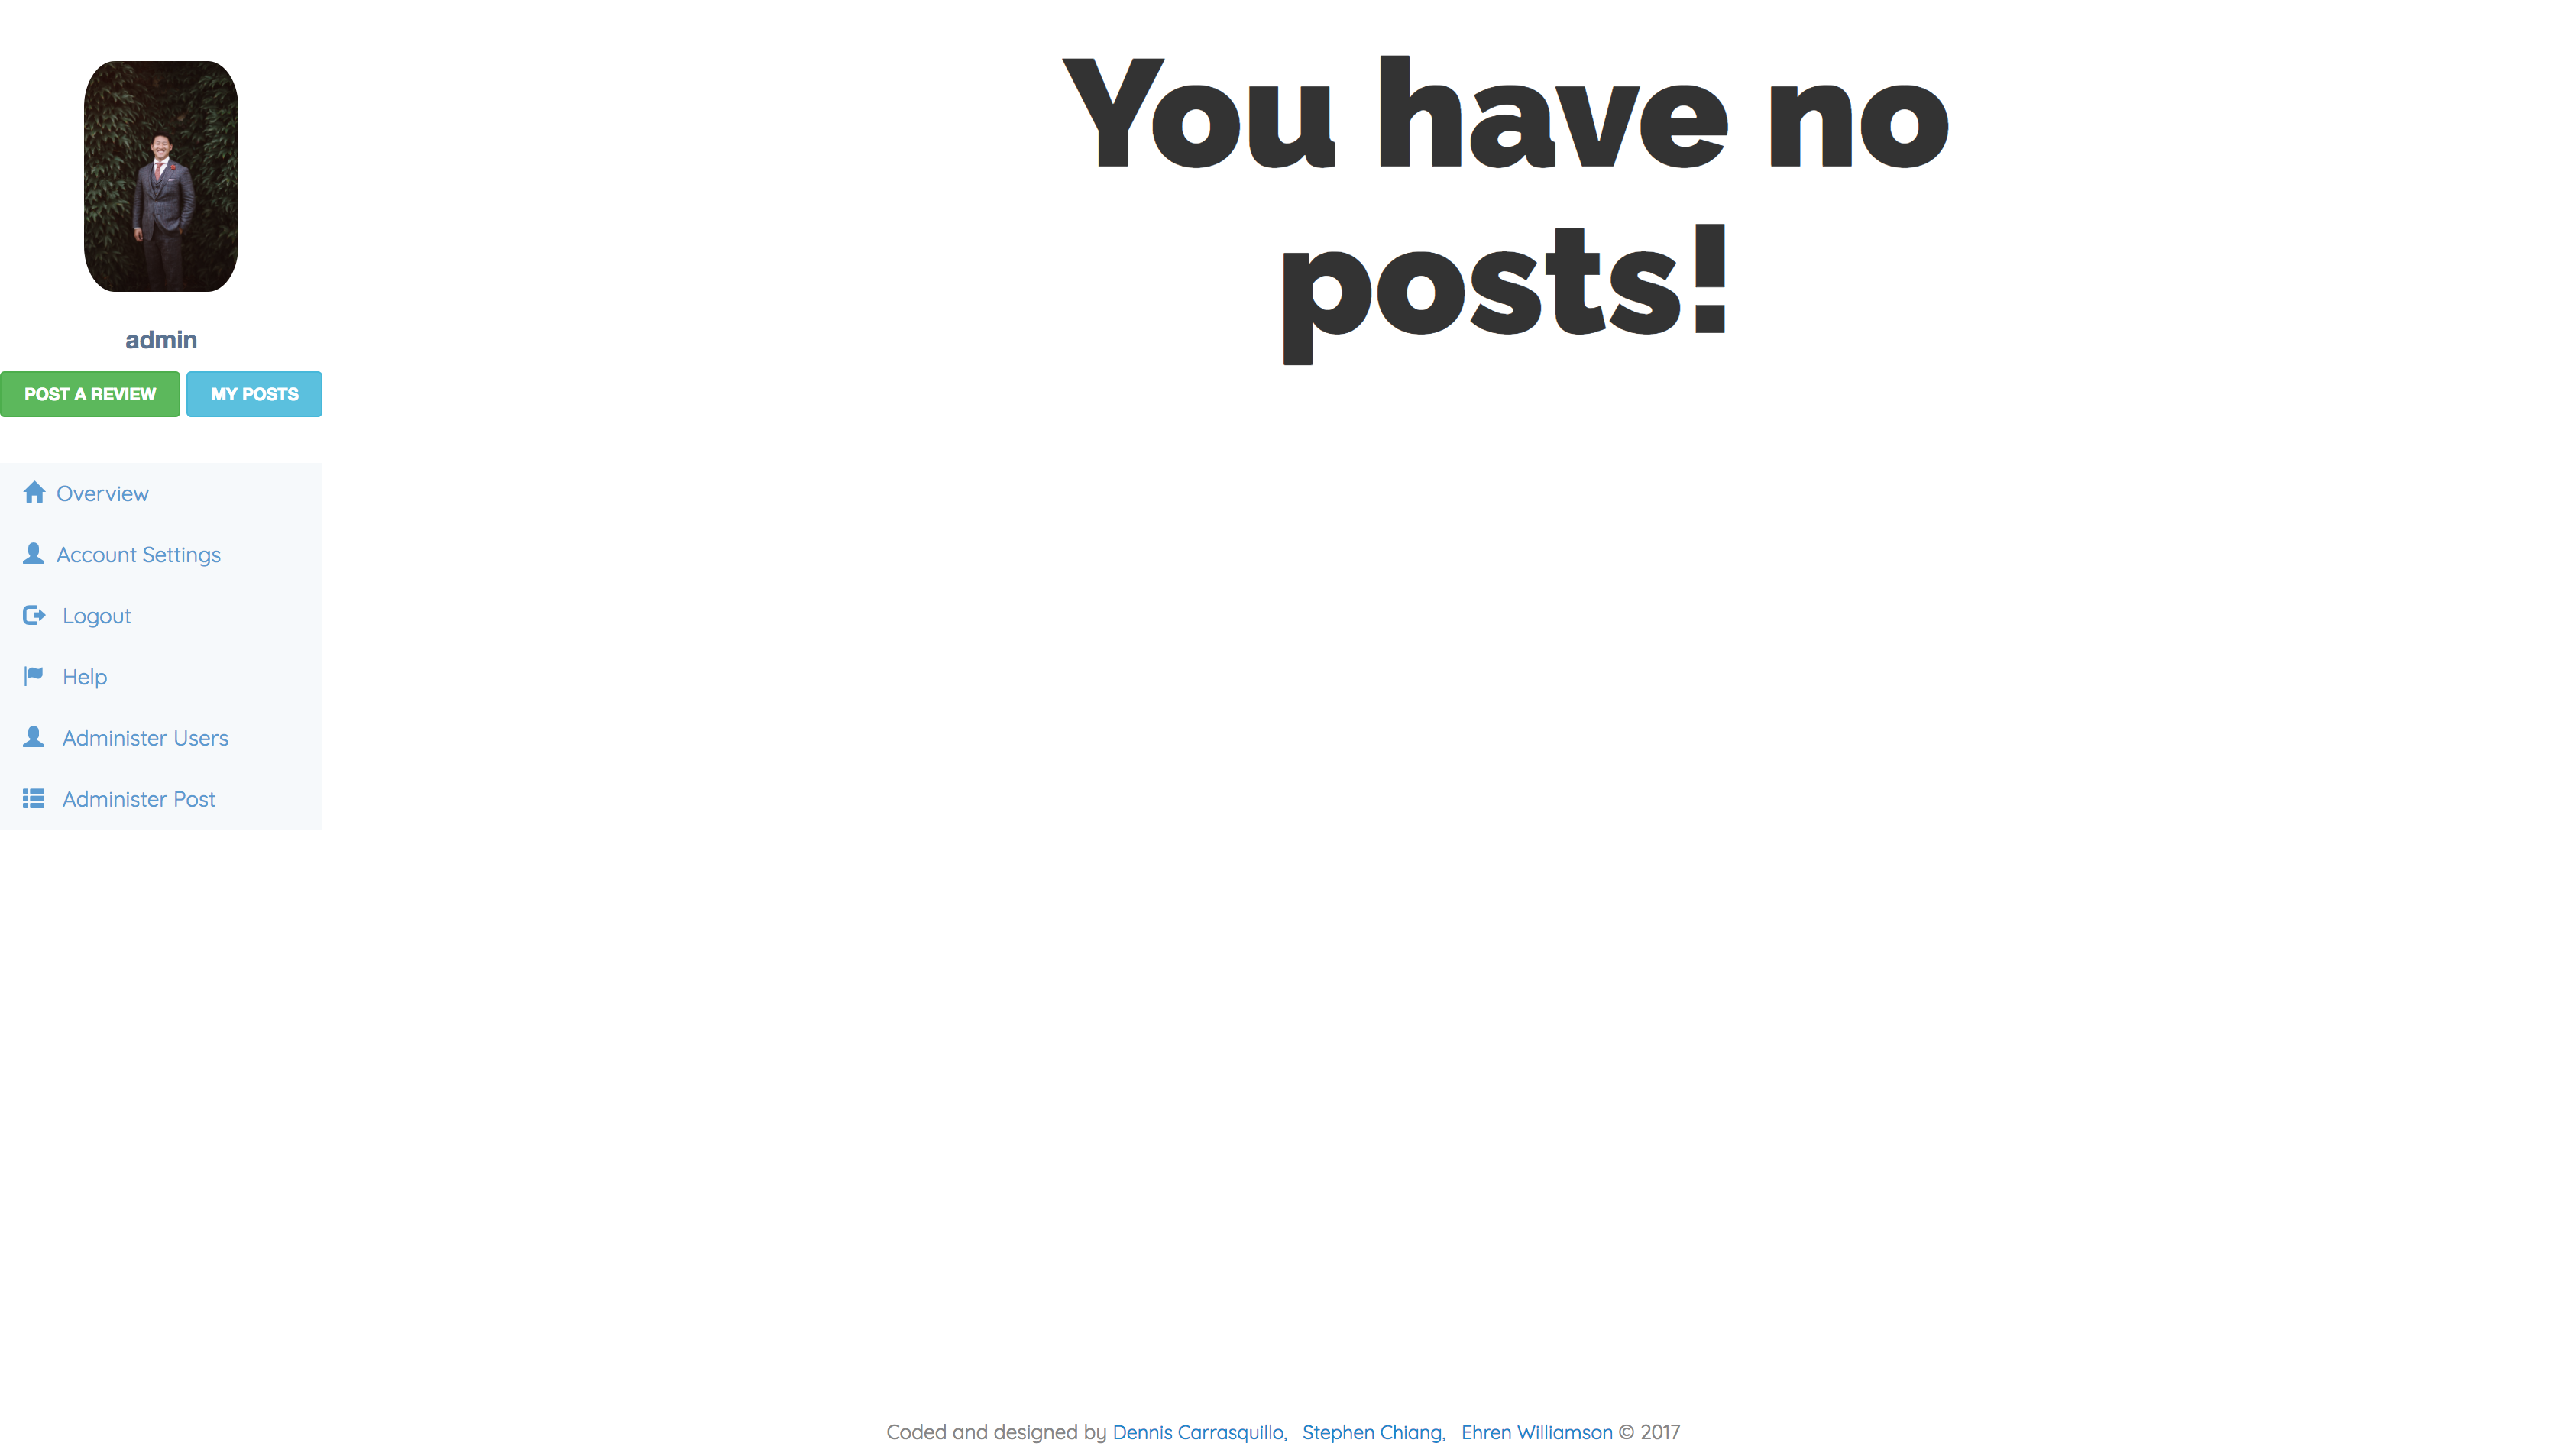 You have no
posts!
admin
POST A REVIEW
MY POSTS
Overview
Account Settings
Logout
Help
Administer Users
Administer Post
Coded and designed by Dennis Carrasquillo, Stephen Chiang, Ehren Williamson © 2017